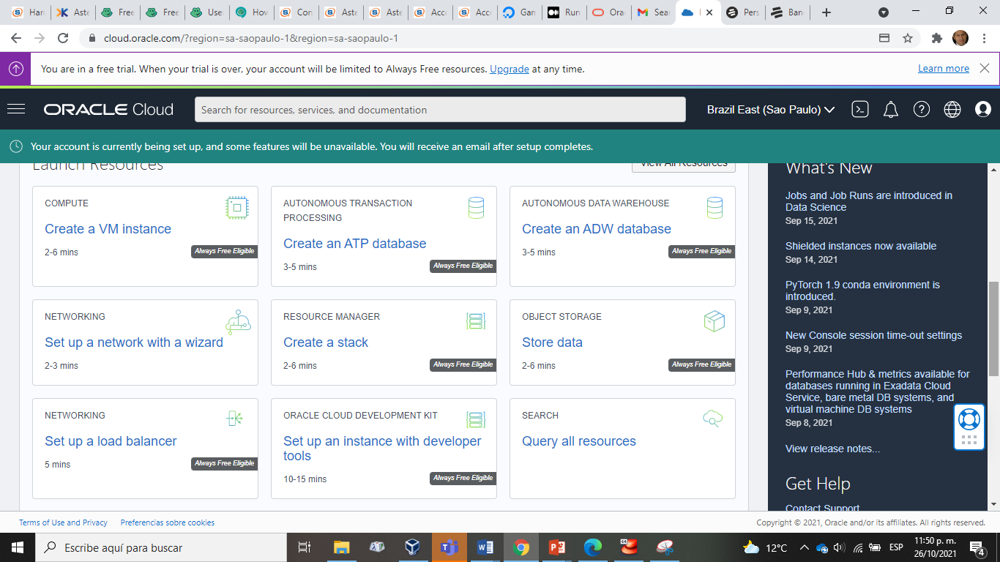 Har
Aste
Free
Free
Use
Hov
Con
Aste
Aste
Acc
Acc
Gan
Run
Ora
Sea
Pers
Ban
cloud.oracle.com/?region=sa-saopaulo-1&region=sa-saopaulo-1
You are in a free trial. When your trial is over, your account will be limited to Always Free resources. Upgrade at any time.
Learn more
ORACLE Cloud
Search for resources, services, and documentation
Brazil East (Sao Paulo)
Your account is currently being set up, and some features will be unavailable. You will receive an email after setup completes.
Launch Resources
View All Resources
COMPUTE
Create a VM instance
2-6 mins
Always Free Eligible
AUTONOMOUS TRANSACTION
PROCESSING
Create an ATP database
3-5 mins
Always Free Eligible
AUTONOMOUS DATA WAREHOUSE
Create an ADW database
3-5 mins
Always Free Eligible
NETWORKING
Set up a network with a wizard
2-3 mins
RESOURCE MANAGER
Create a stack
2-6 mins
Always Free Eligible
OBJECT STORAGE
Store data
2-6 mins
Always Free Eligible
NETWORKING
Set up a load balancer
5 mins
Always Free Eligible
ORACLE CLOUD DEVELOPMENT KIT
Set up an instance with developer
tools
10-15 mins
Always Free Eligible
SEARCH
Query all resources
What's New
Jobs and Job Runs are introduced in
Data Science
Sep 15, 2021
Shielded instances now available
Sep 14, 2021
PyTorch 1.9 conda environment is
introduced.
Sep 9, 2021
New Console session time-out settings
Sep 9, 2021
Performance Hub & metrics available for
databases running in Exadata Cloud
Service, bare metal DB systems, and
virtual machine DB systems
Sep 8, 2021
View release notes...
Get Help
Contact Support
Terms of Use and Privacy
Preferencias sobre cookies
Copyright © 2021, Oracle and/or its affiliates. All rights reserved.
Escribe aquí para buscar
12°C
ESP
11:50 p. m.
26/10/2021
4